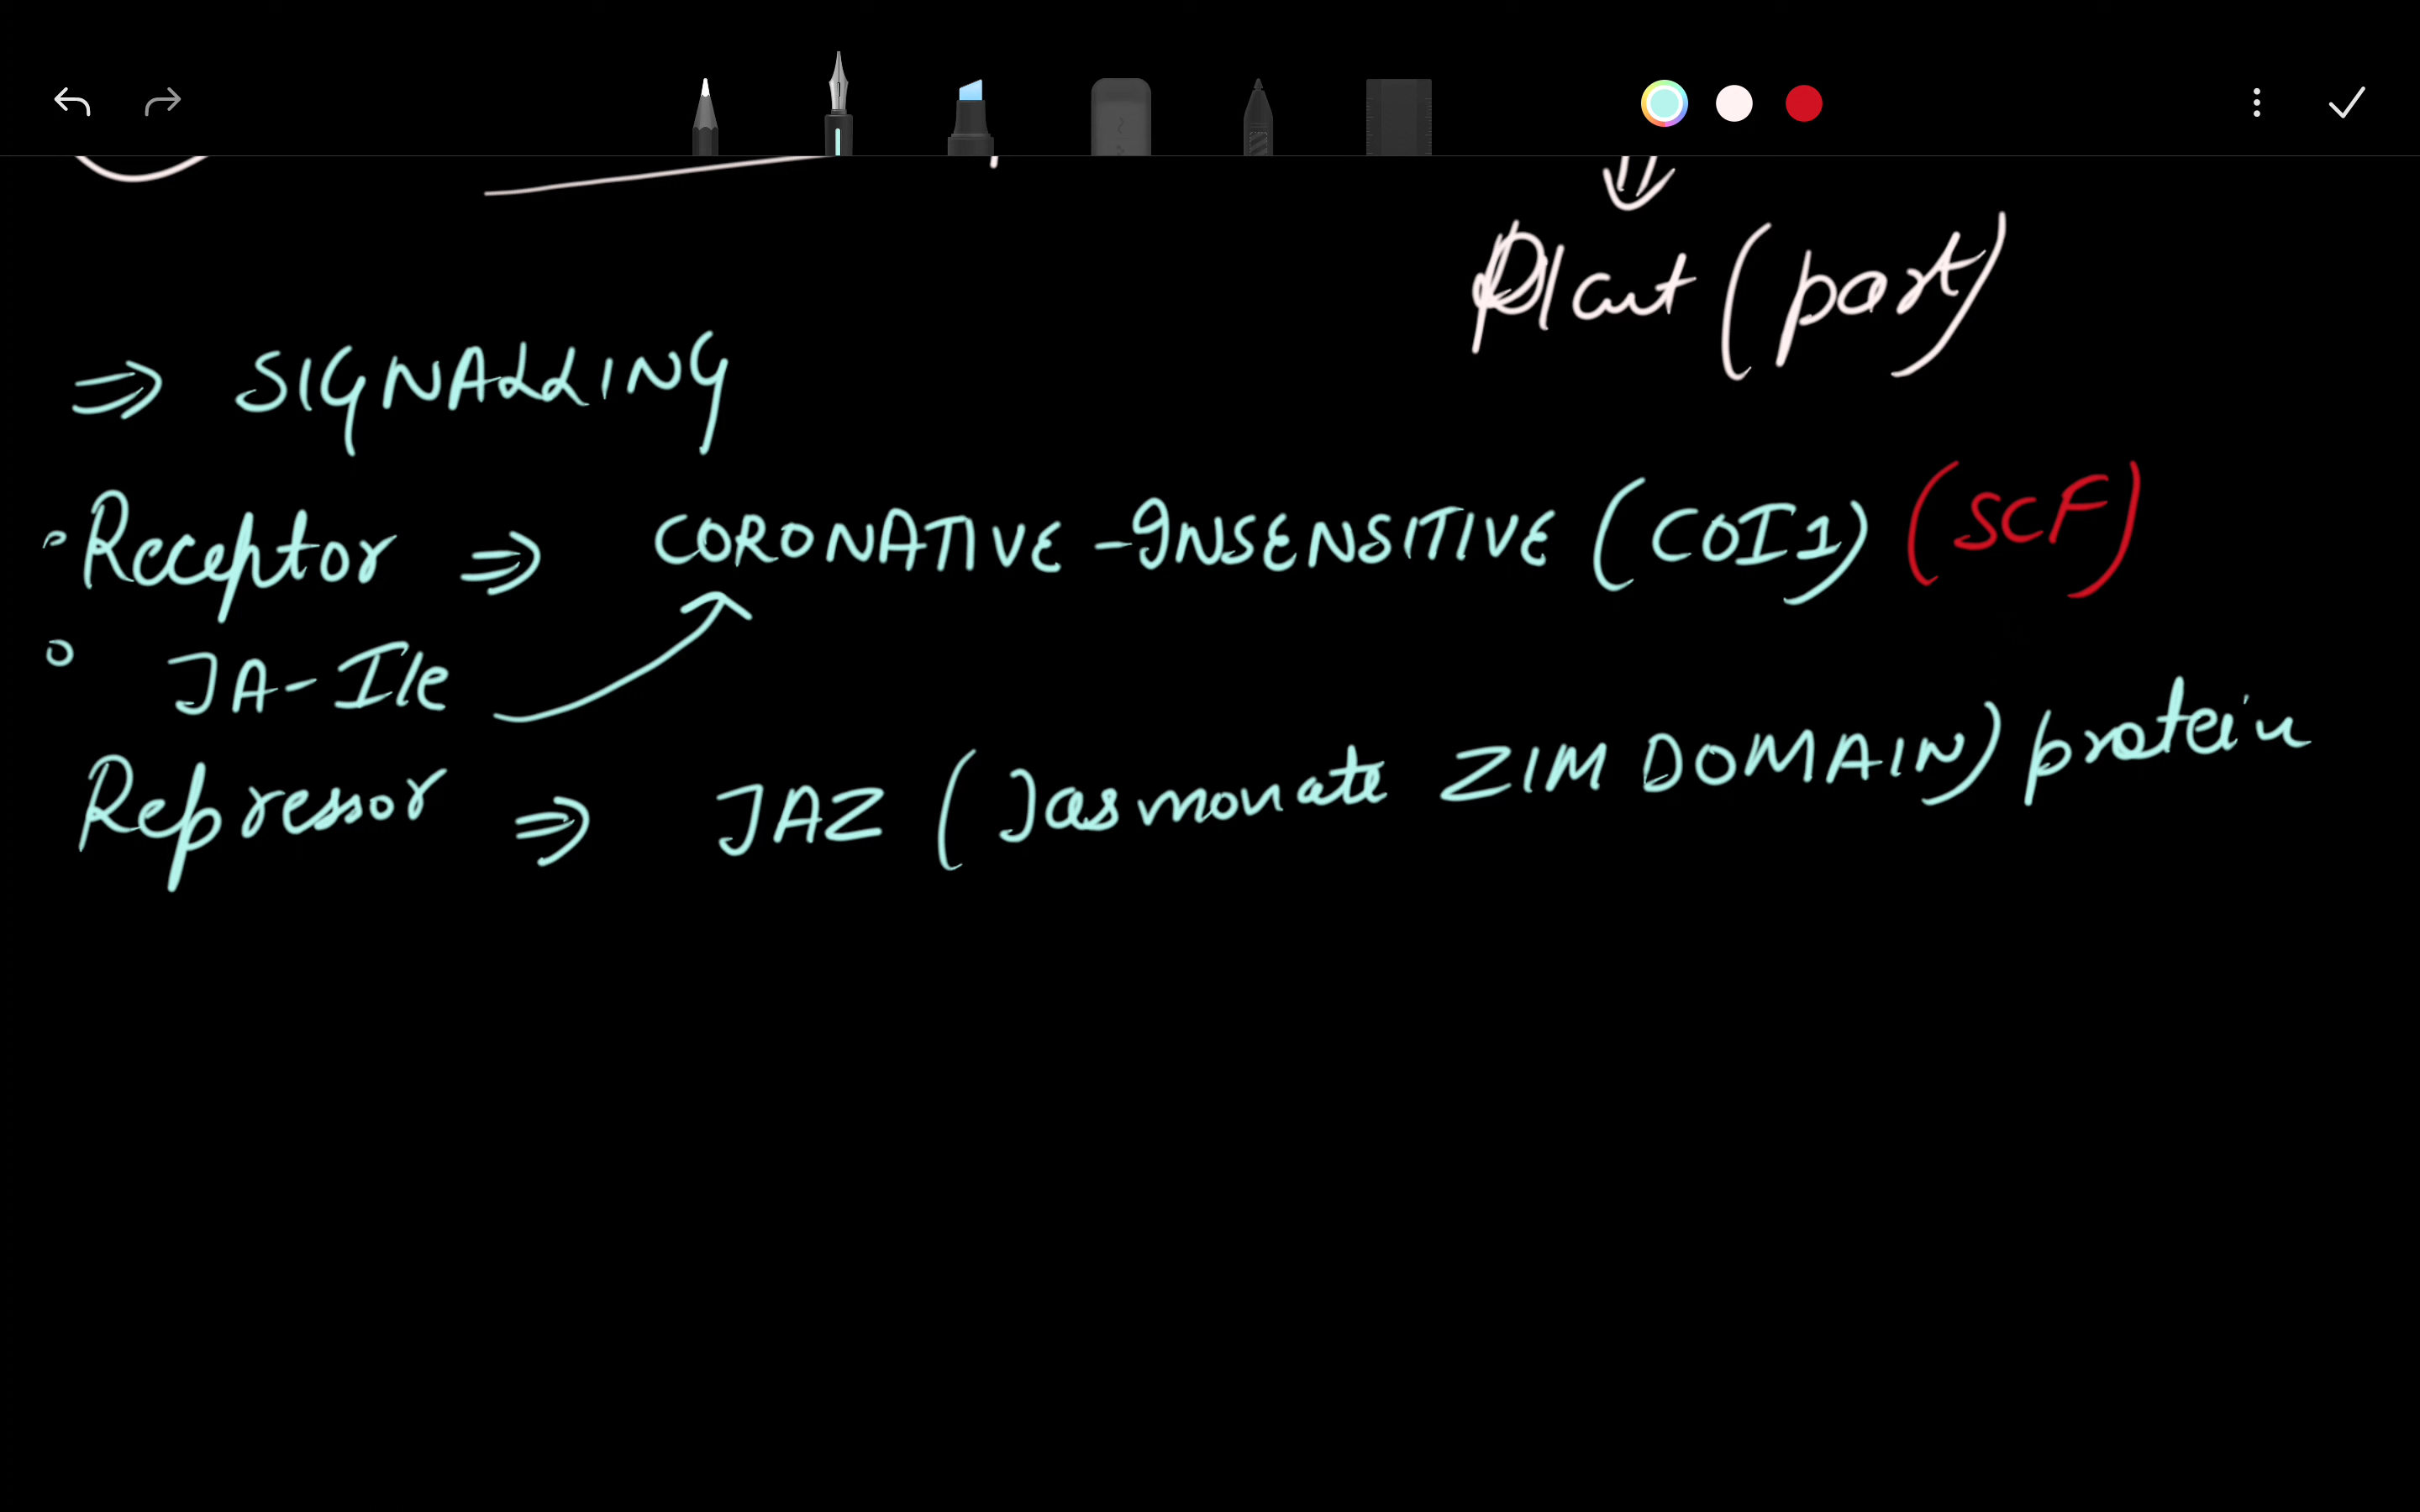 Plant (part)
⇒ SIGNALLING
∘ Receptor ⇒ CORONATIVE-INSENSITIVE (COI1) (SCF)
∘ JA-Ile
Repressor ⇒ JAZ (Jasmonate ZIM DOMAIN) protein